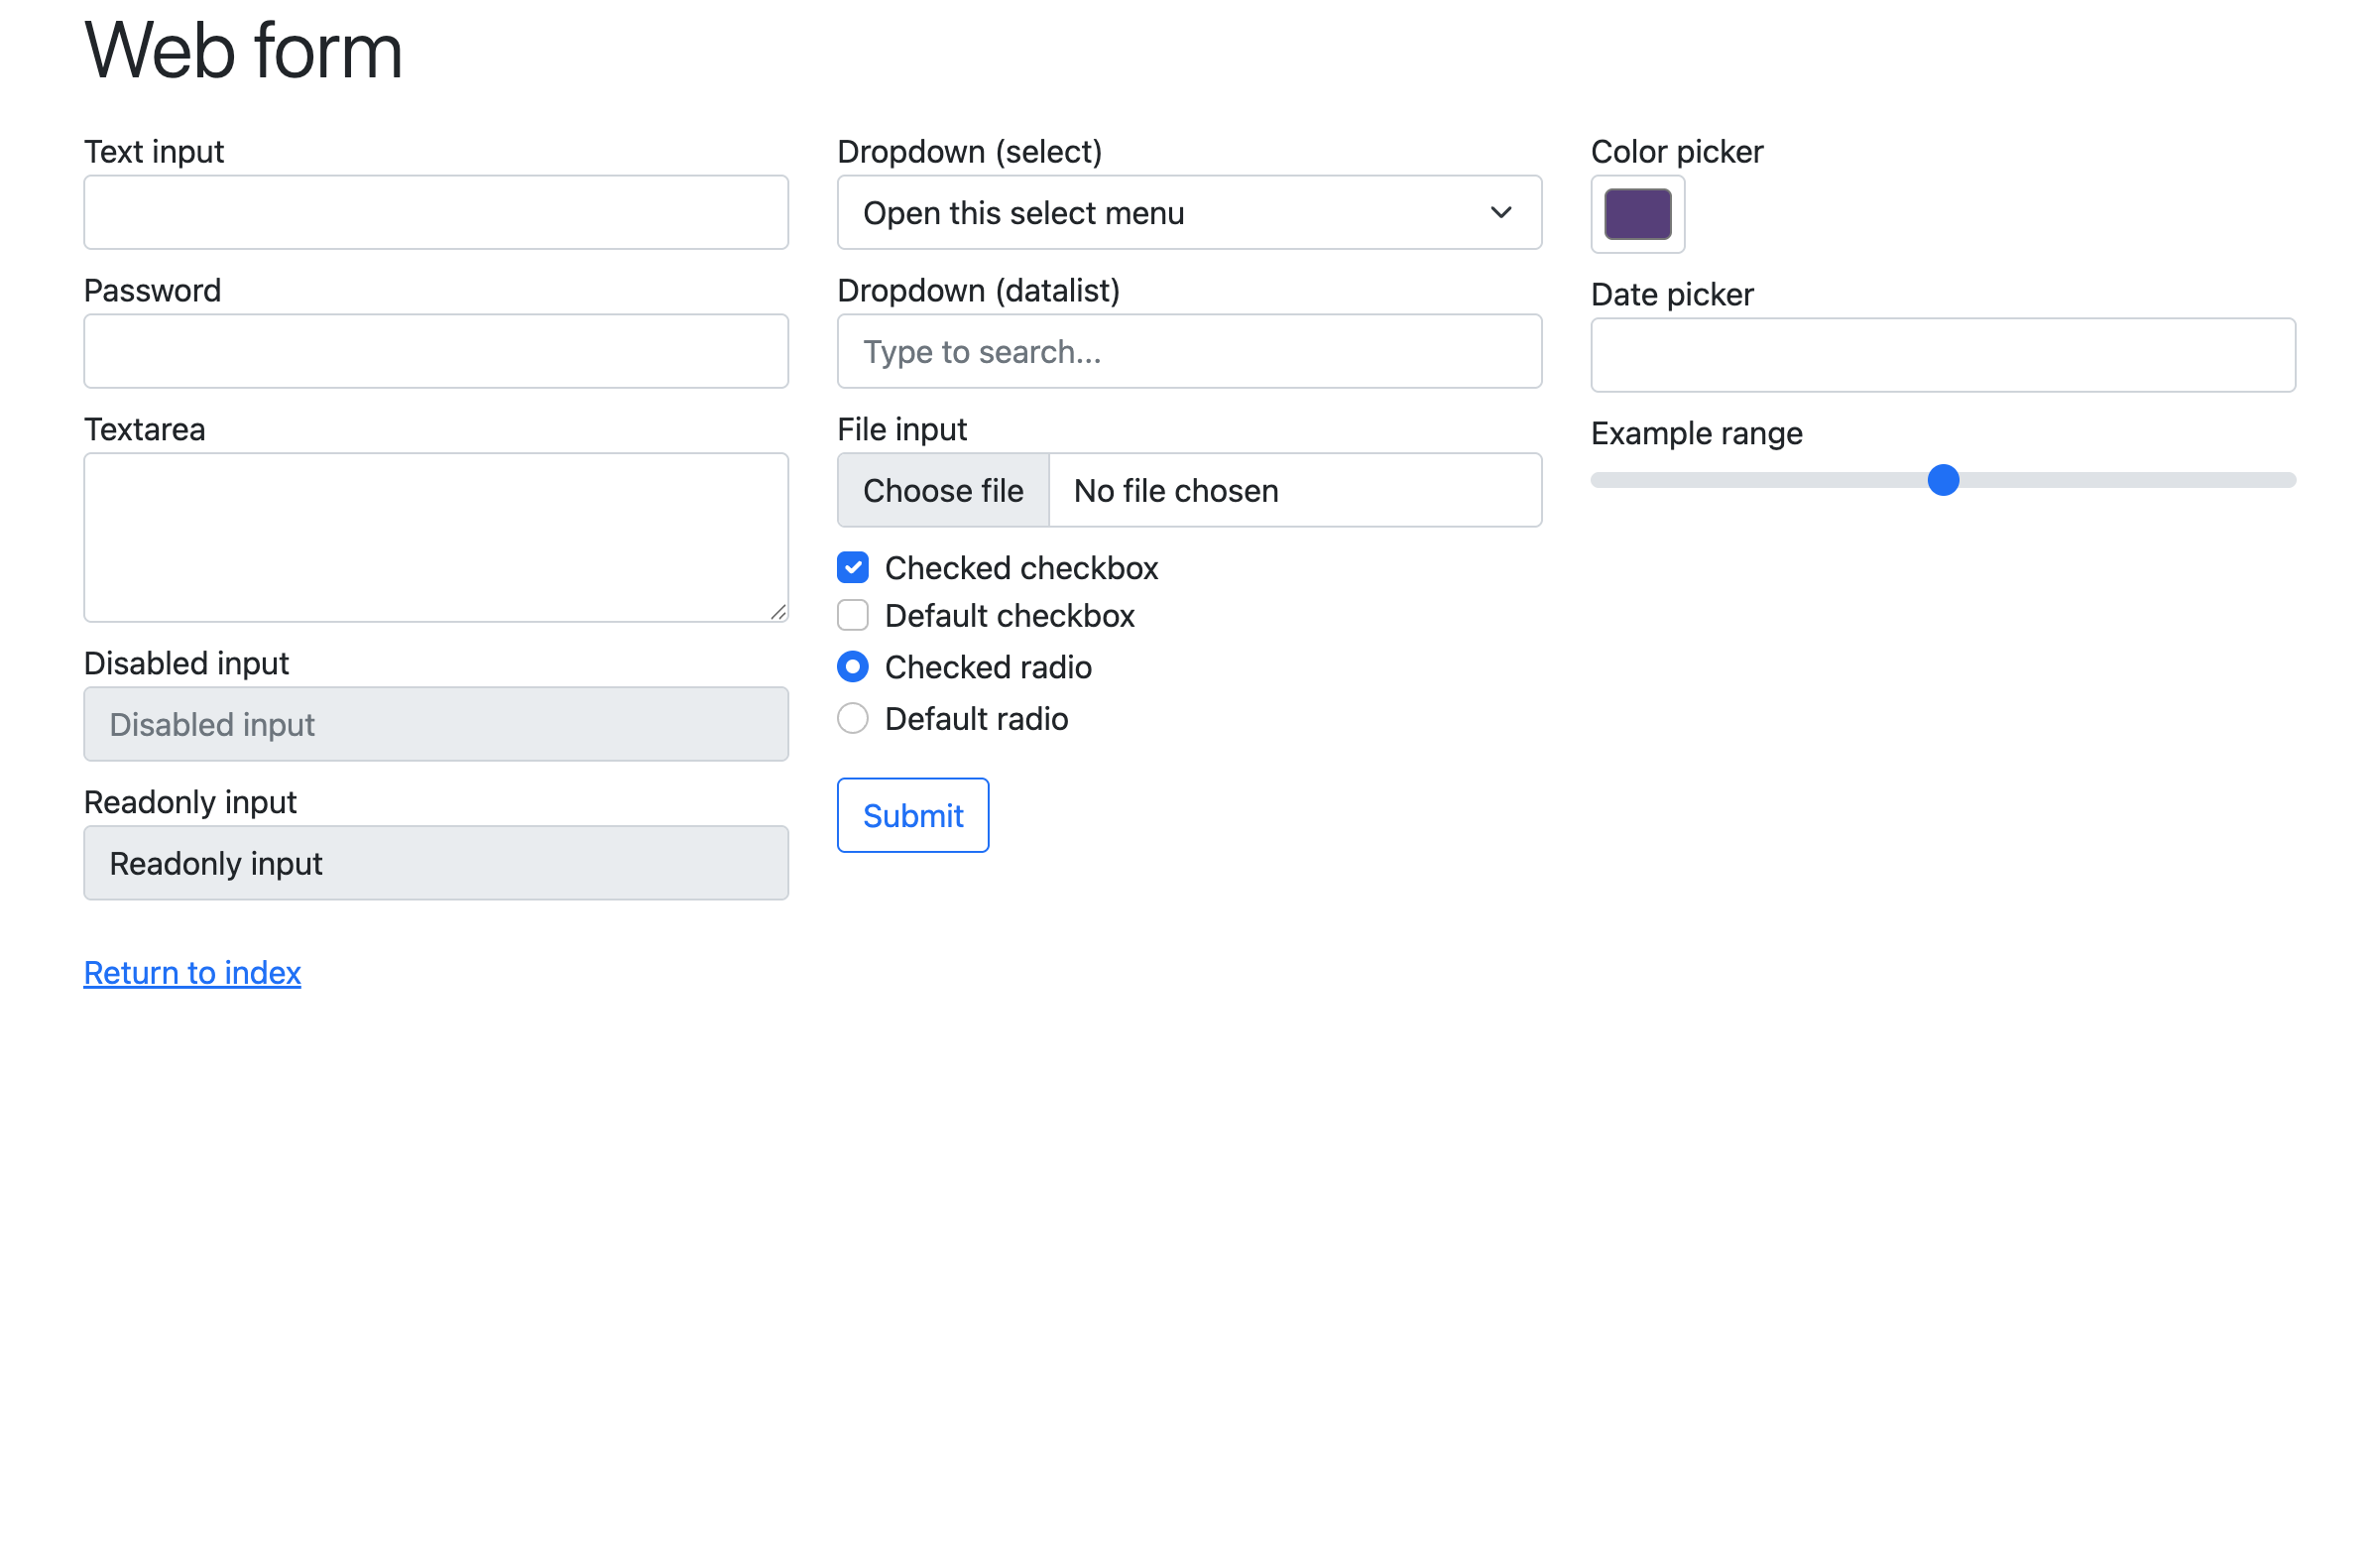 Web form
Text input
Password
Textarea
Disabled input
Disabled input
Readonly input
Readonly input
Return to index
Dropdown (select)
Open this select menu
Dropdown (datalist)
Type to search...
File input
Choose file No file chosen
Checked checkbox
Default checkbox
Checked radio
Default radio
Submit
Color picker
Date picker
Example range